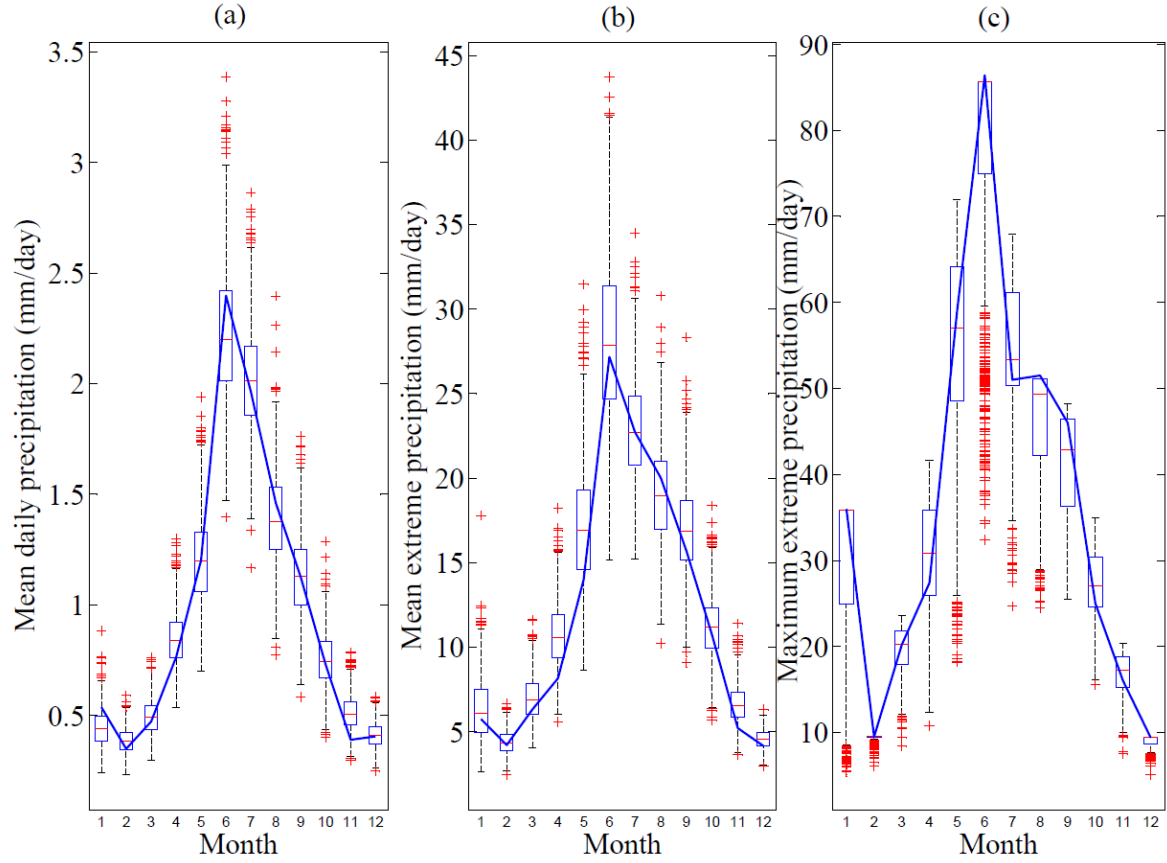 (a)
Mean daily precipitation (mm/day)
3.5
3
2.5
2
1.5
1
0.5
1 2 3 4 5 6 7 8 9 10 11 12
Month
(b)
Mean extreme precipitation (mm/day)
45
40
35
30
25
20
15
10
5
1 2 3 4 5 6 7 8 9 10 11 12
Month
(c)
Maximum extreme precipitation (mm/day)
90
80
70
60
50
40
30
20
10
1 2 3 4 5 6 7 8 9 10 11 12
Month